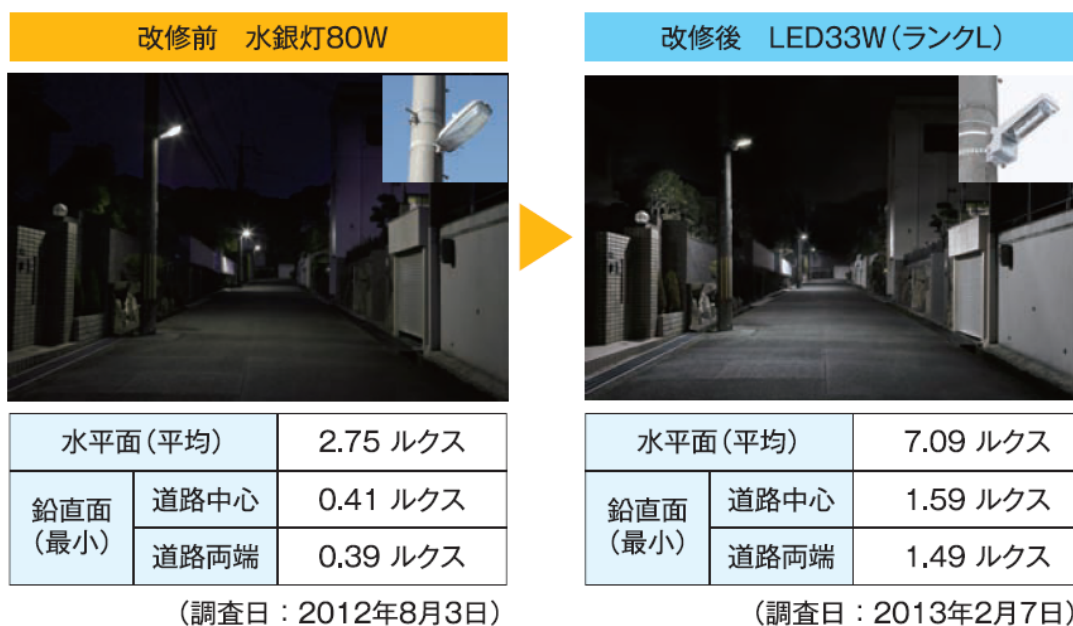 改修前　水銀灯80W
水平面(平均)　2.75 ルクス
鉛直面(最小)
道路中心　0.41 ルクス
道路両端　0.39 ルクス
(調査日：2012年8月3日)
改修後　LED33W(ランクL)
水平面(平均)　7.09 ルクス
鉛直面(最小)
道路中心　1.59 ルクス
道路両端　1.49 ルクス
(調査日：2013年2月7日)